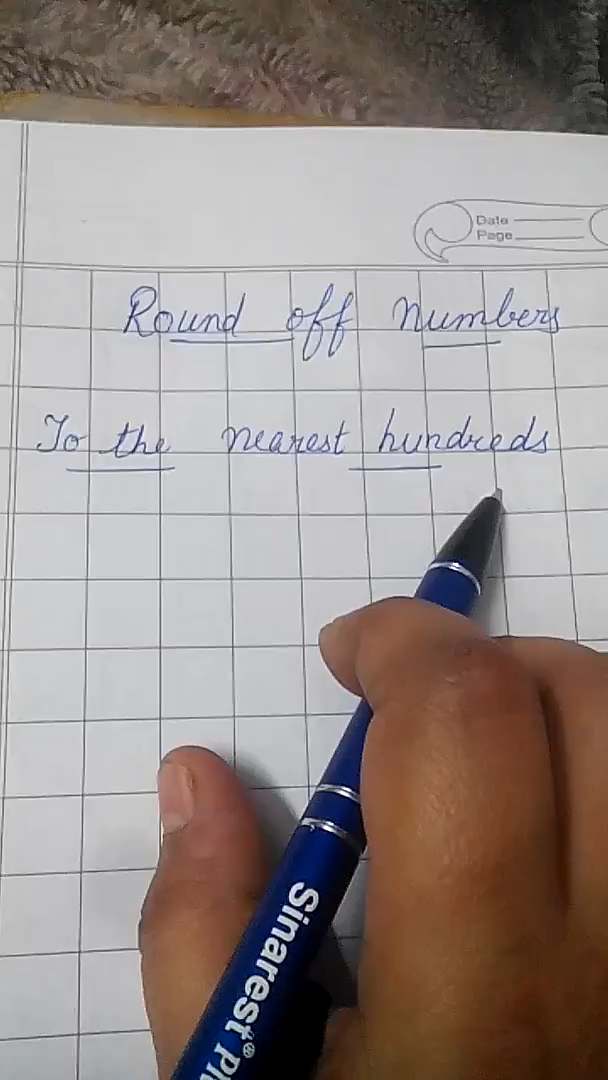 Date
Page
Round off numbers
To the nearest hundreds
Sinarest®